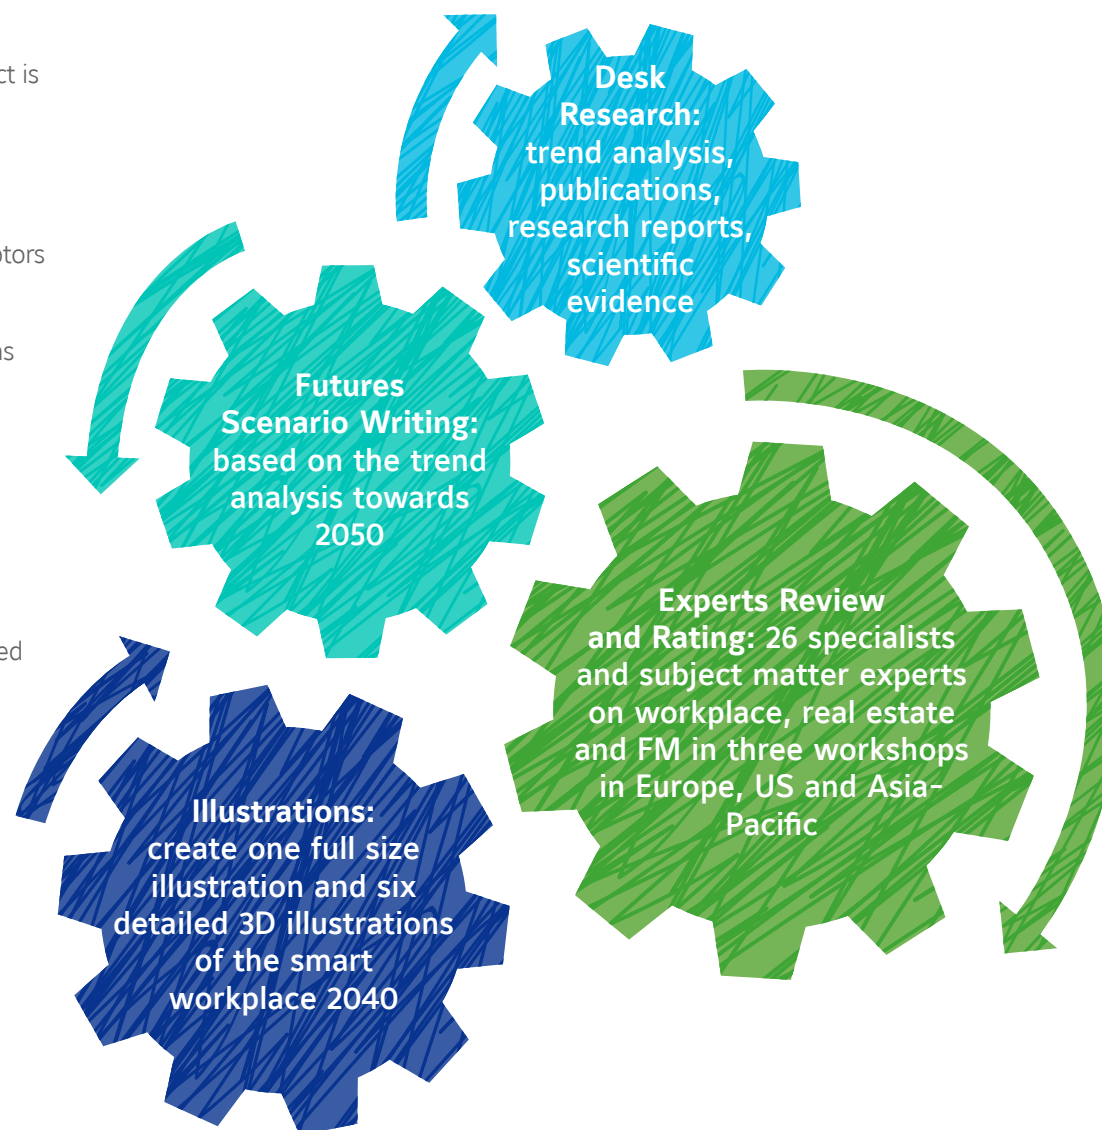 ct is
Desk
Research:
trend analysis,
publications,
research reports,
scientific
evidence
Futures
Scenario Writing:
based on the trend
analysis towards
2050
Experts Review
and Rating: 26 specialists
and subject matter experts
on workplace, real estate
and FM in three workshops
in Europe, US and Asia-
Pacific
Illustrations:
create one full size
illustration and six
detailed 3D illustrations
of the smart
workplace 2040